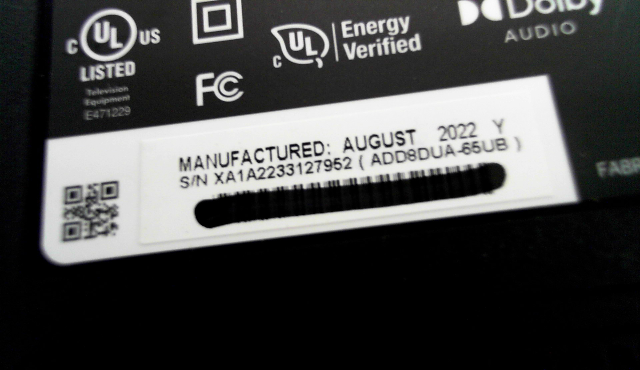 C UL US
LISTED
Television
Equipment
E471229
FC
C UL
Energy
Verified
Dolby
AUDIO
MANUFACTURED: AUGUST 2022 Y
S/N XA1A2233127952 ( ADD8DUA-65UB )
FABR